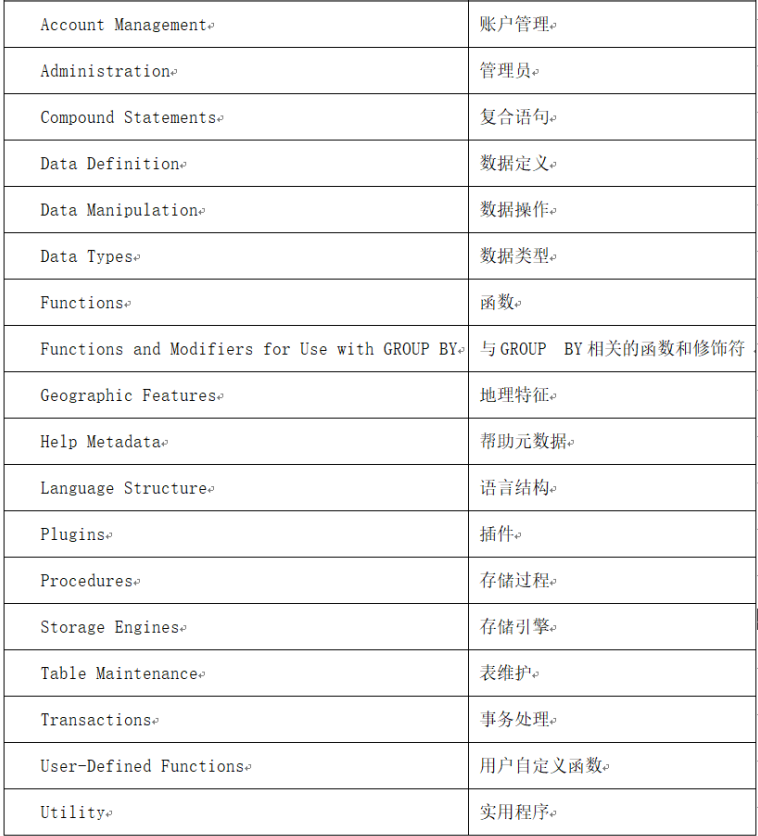 Account Management 账户管理
Administration 管理员
Compound Statements 复合语句
Data Definition 数据定义
Data Manipulation 数据操作
Data Types 数据类型
Functions 函数
Functions and Modifiers for Use with GROUP BY 与GROUP BY相关的函数和修饰符
Geographic Features 地理特征
Help Metadata 帮助元数据
Language Structure 语言结构
Plugins 插件
Procedures 存储过程
Storage Engines 存储引擎
Table Maintenance 表维护
Transactions 事务处理
User-Defined Functions 用户自定义函数
Utility 实用程序